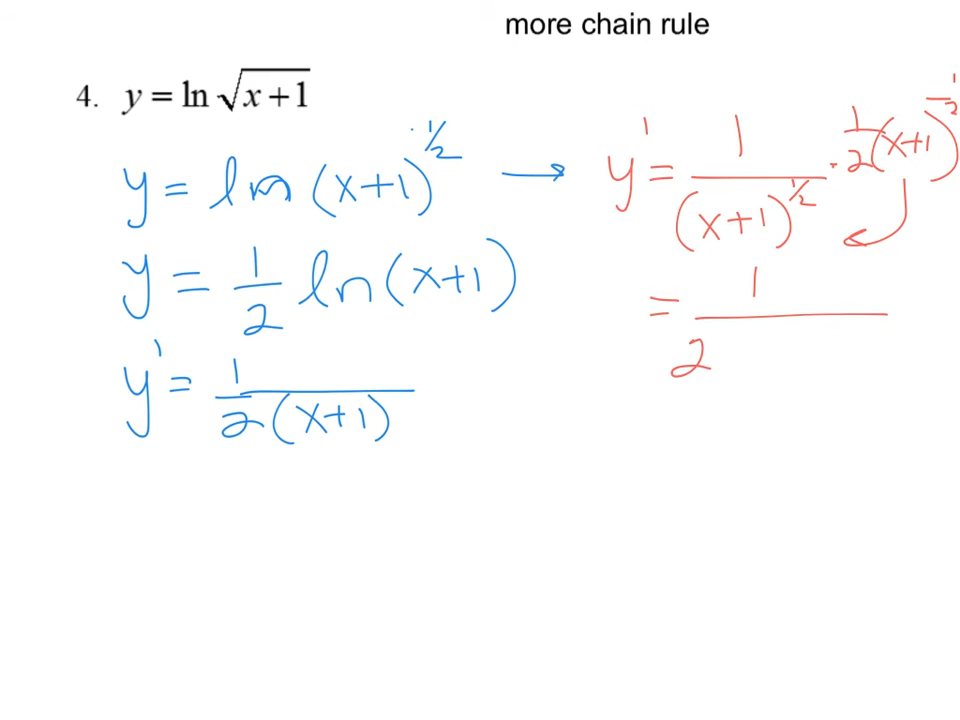 more chain rule
4. y = ln √(x+1)
y = ln (x+1)^1/2 → y' = 1/(x+1)^1/2 · 1/2 (x+1)^-1/2
y = 1/2 ln (x+1)
= 1/2
y' = 1/2(x+1)